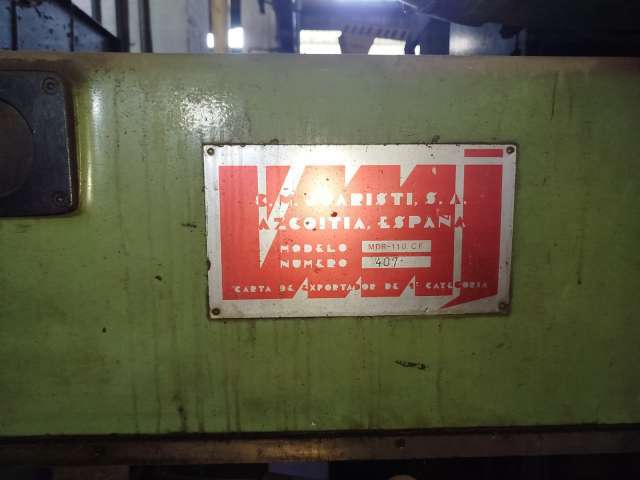 S. A.
AZCOITIA, ESPAÑA
MODELO MDR-110 CF
NUMERO 407
CARTA DE EXPORTADOR DE CATEGORIA